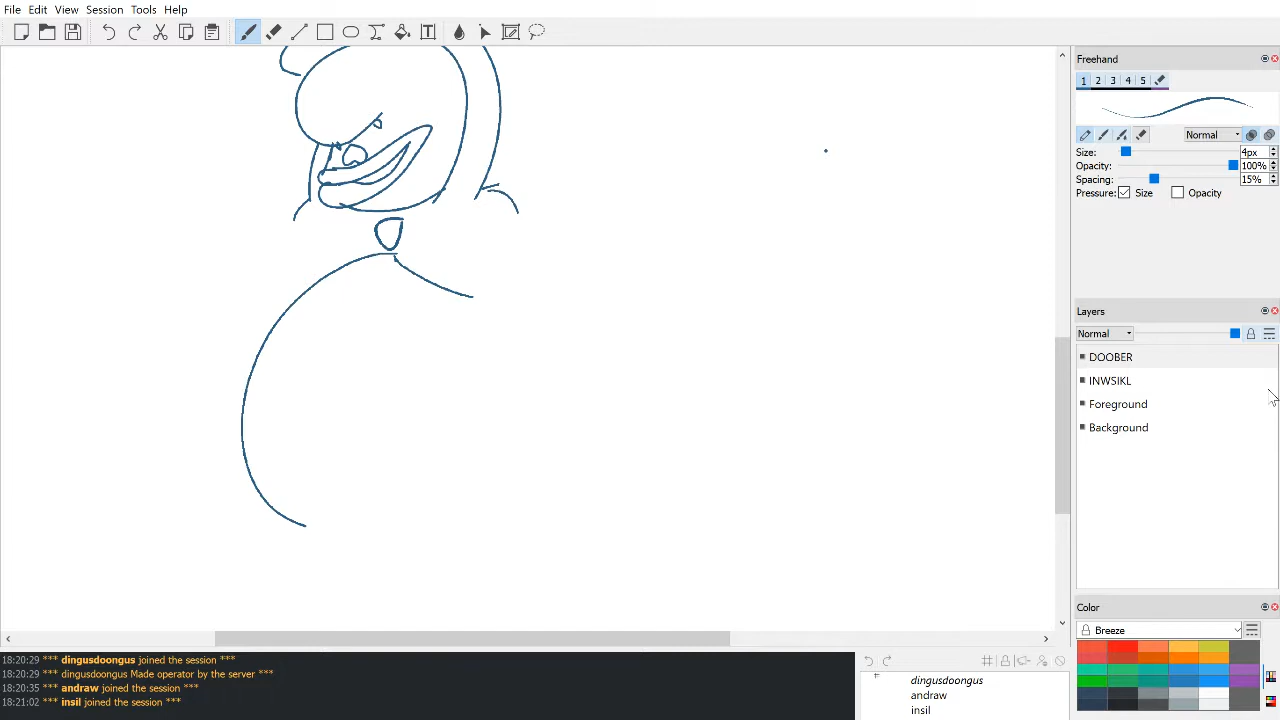 File Edit View Session Tools Help
Freehand
1 2 3 4 5
Normal
Size: 4px
Opacity: 100%
Spacing: 15%
Pressure: Size Opacity
Layers
Normal
DOOBER
INWSIKL
Foreground
Background
Color
Breeze
18:20:29 *** dingusdoongus joined the session ***
18:20:29 *** dingusdoongus Made operator by the server ***
18:20:35 *** andraw joined the session ***
18:21:02 *** insil joined the session ***
dingusdoongus
andraw
insil